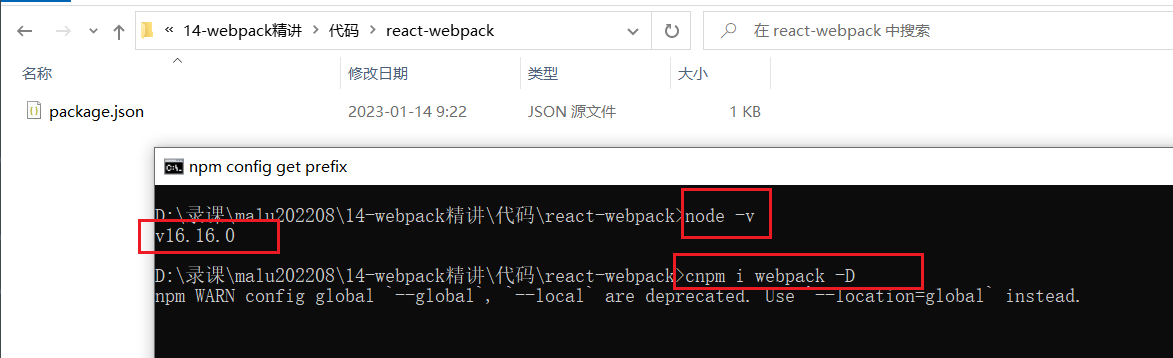 « 14-webpack精讲 > 代码 > react-webpack
在 react-webpack 中搜索
名称 修改日期 类型 大小
package.json 2023-01-14 9:22 JSON 源文件 1 KB
npm config get prefix
D:\录课\malu202208\14-webpack精讲\代码\react-webpack>node -v
v16.16.0
D:\录课\malu202208\14-webpack精讲\代码\react-webpack>cnpm i webpack -D
npm WARN config global `--global`, `--local` are deprecated. Use `--location=global` instead.